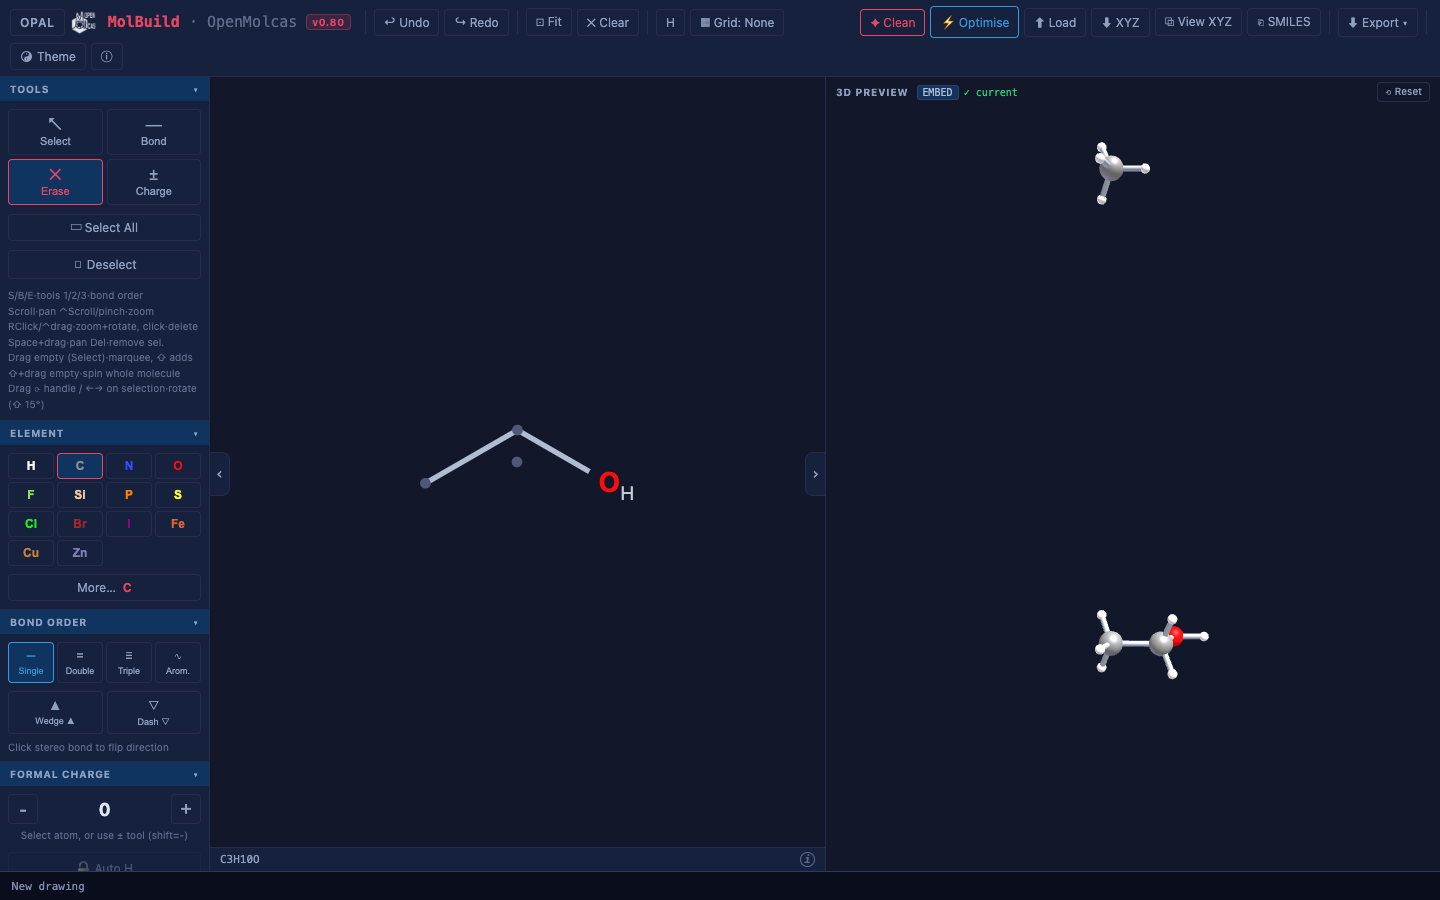 OPAL
OPEN MOLCAS
MolBuild · OpenMolcas v0.80
↩ Undo
↪ Redo
⊡ Fit
✕ Clear
H
▦ Grid: None
✦ Clean
⚡ Optimise
⬆ Load
⬇ XYZ
View XYZ
SMILES
⬇ Export ▾
Theme
ⓘ
TOOLS ▾
Select
Bond
Erase
± Charge
Select All
Deselect
S/B/E·tools 1/2/3·bond order
Scroll·pan ⌃Scroll/pinch·zoom
RClick/⌃drag·zoom+rotate, click·delete
Space+drag·pan Del·remove sel.
Drag empty (Select)·marquee, ⇧ adds
⇧+drag empty·spin whole molecule
Drag ⟳ handle / ←→ on selection·rotate
(⇧ 15°)
ELEMENT ▾
H C N O
F Si P S
Cl Br I Fe
Cu Zn
More... C
BOND ORDER ▾
Single
Double
Triple
Arom.
▲ Wedge ▲
▽ Dash ▽
Click stereo bond to flip direction
FORMAL CHARGE ▾
- 0 +
Select atom, or use ± tool (shift=-)
Auto H
‹
OH
›
C3H10O
i
3D PREVIEW EMBED ✓ current
⟲ Reset
New drawing